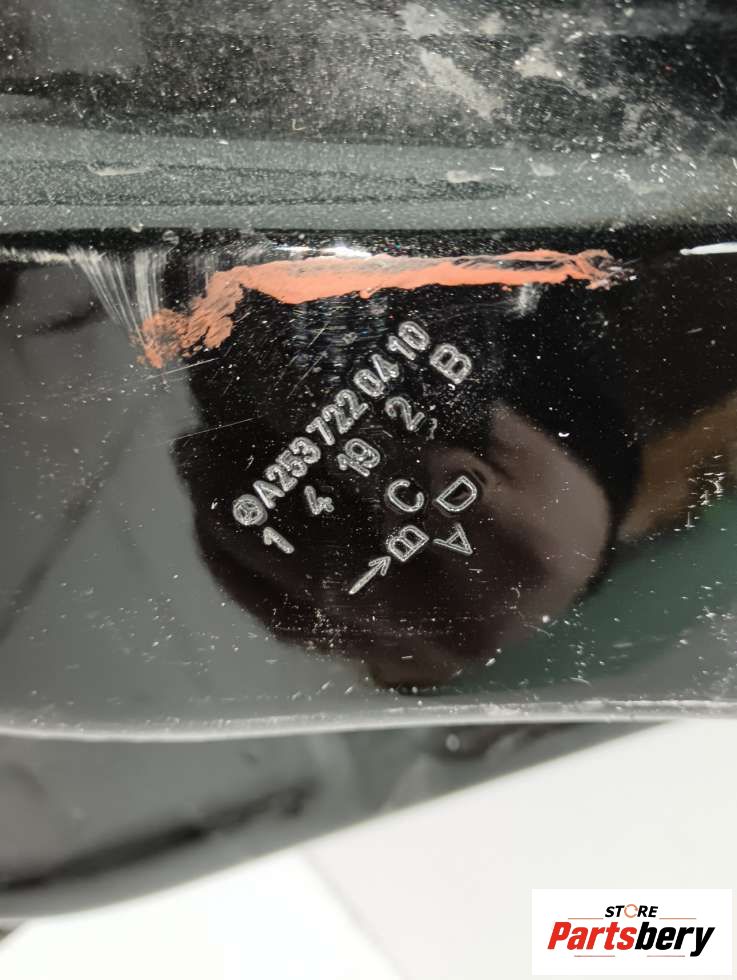 A253 722 04 10
1 4 19 2 B
B C D A
STORE
Partsbery